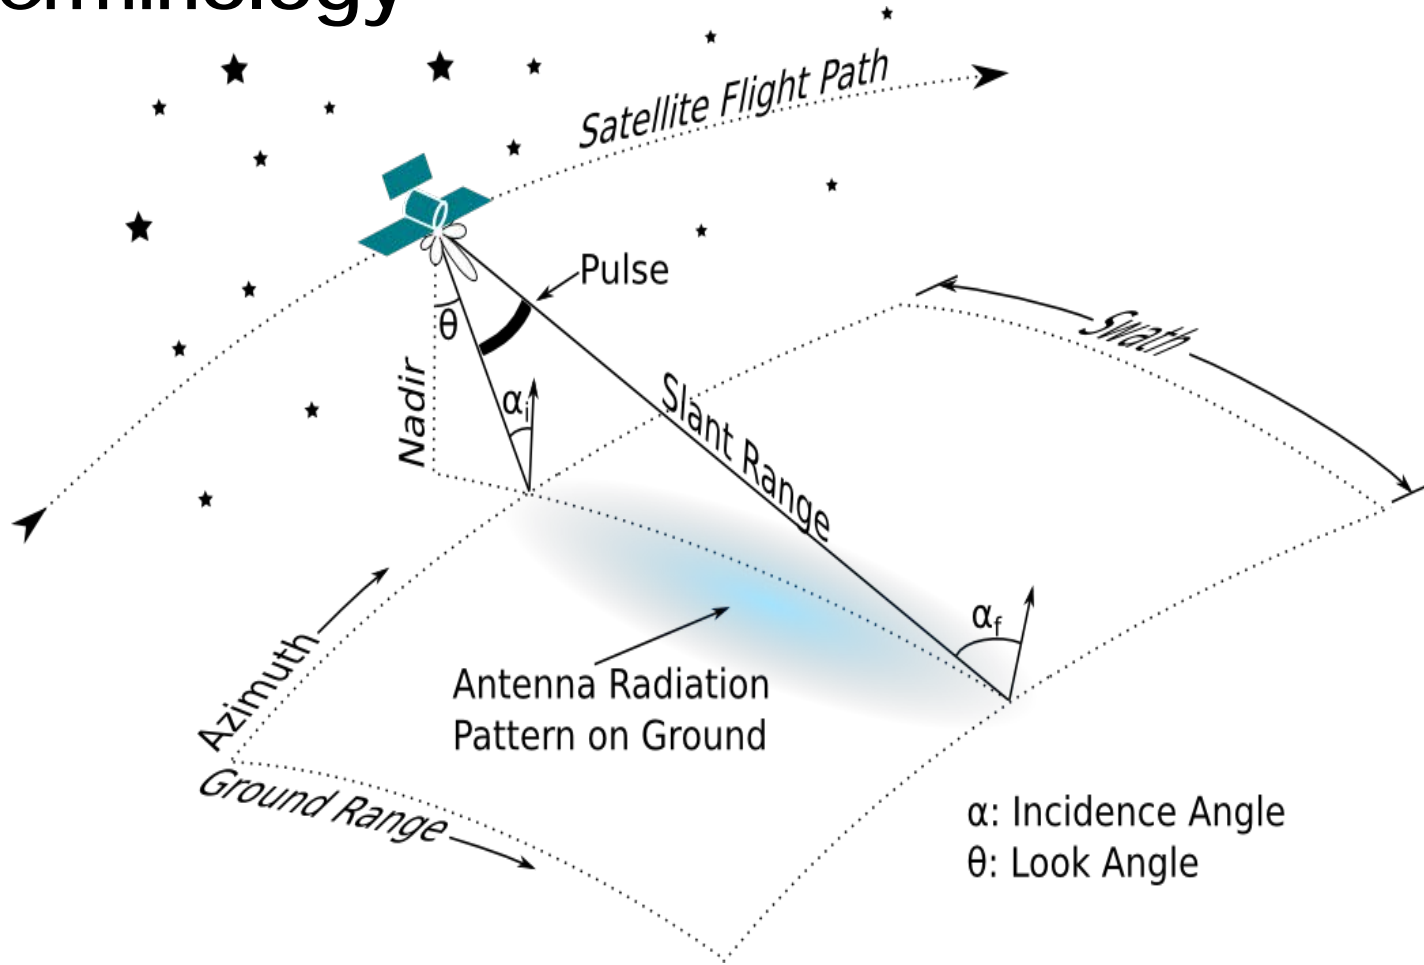 erminology
Satellite Flight Path
Pulse
θ
Swath
Nadir
αi
Slant Range
αf
Azimuth
Antenna Radiation
Pattern on Ground
Ground Range
α: Incidence Angle
θ: Look Angle